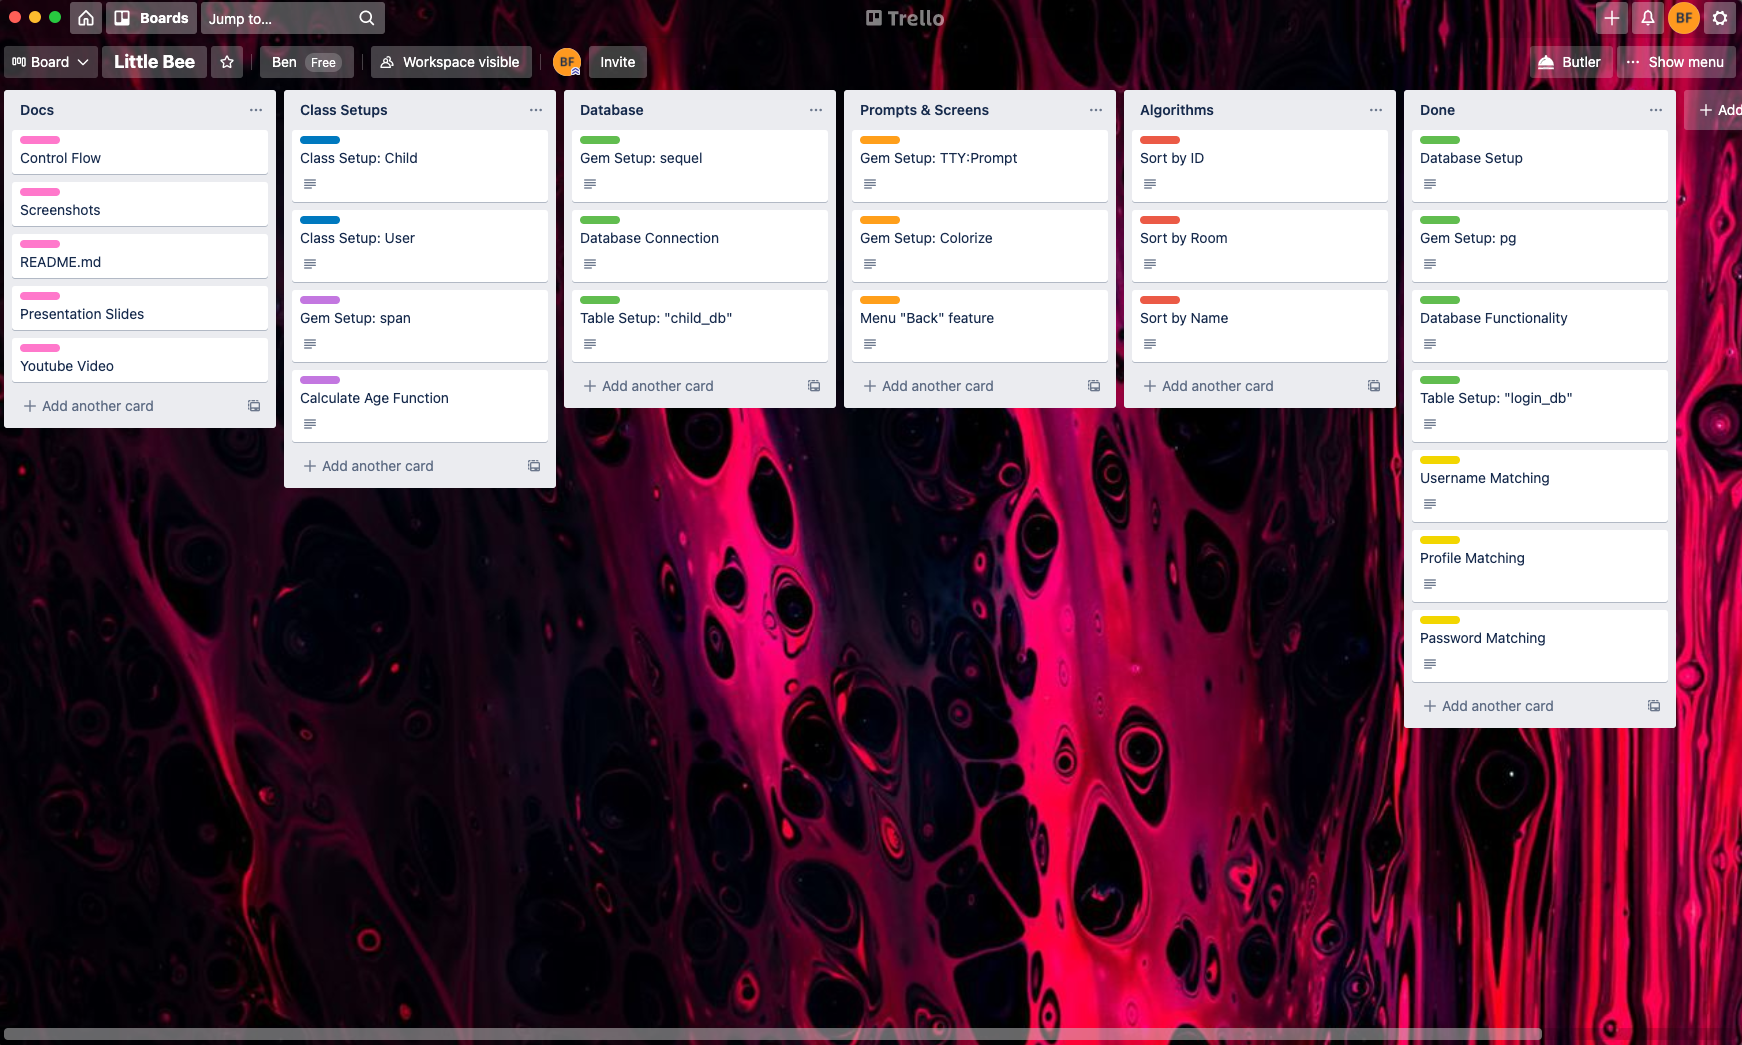 Boards
Jump to...
Trello
BF
Board
Little Bee
Ben Free
Workspace visible
BF
Invite
Butler
... Show menu
Docs
Control Flow
Screenshots
README.md
Presentation Slides
Youtube Video
+ Add another card
Class Setups
Class Setup: Child
Class Setup: User
Gem Setup: span
Calculate Age Function
+ Add another card
Database
Gem Setup: sequel
Database Connection
Table Setup: "child_db"
+ Add another card
Prompts & Screens
Gem Setup: TTY:Prompt
Gem Setup: Colorize
Menu "Back" feature
+ Add another card
Algorithms
Sort by ID
Sort by Room
Sort by Name
+ Add another card
Done
Database Setup
Gem Setup: pg
Database Functionality
Table Setup: "login_db"
Username Matching
Profile Matching
Password Matching
+ Add another card
+ Add